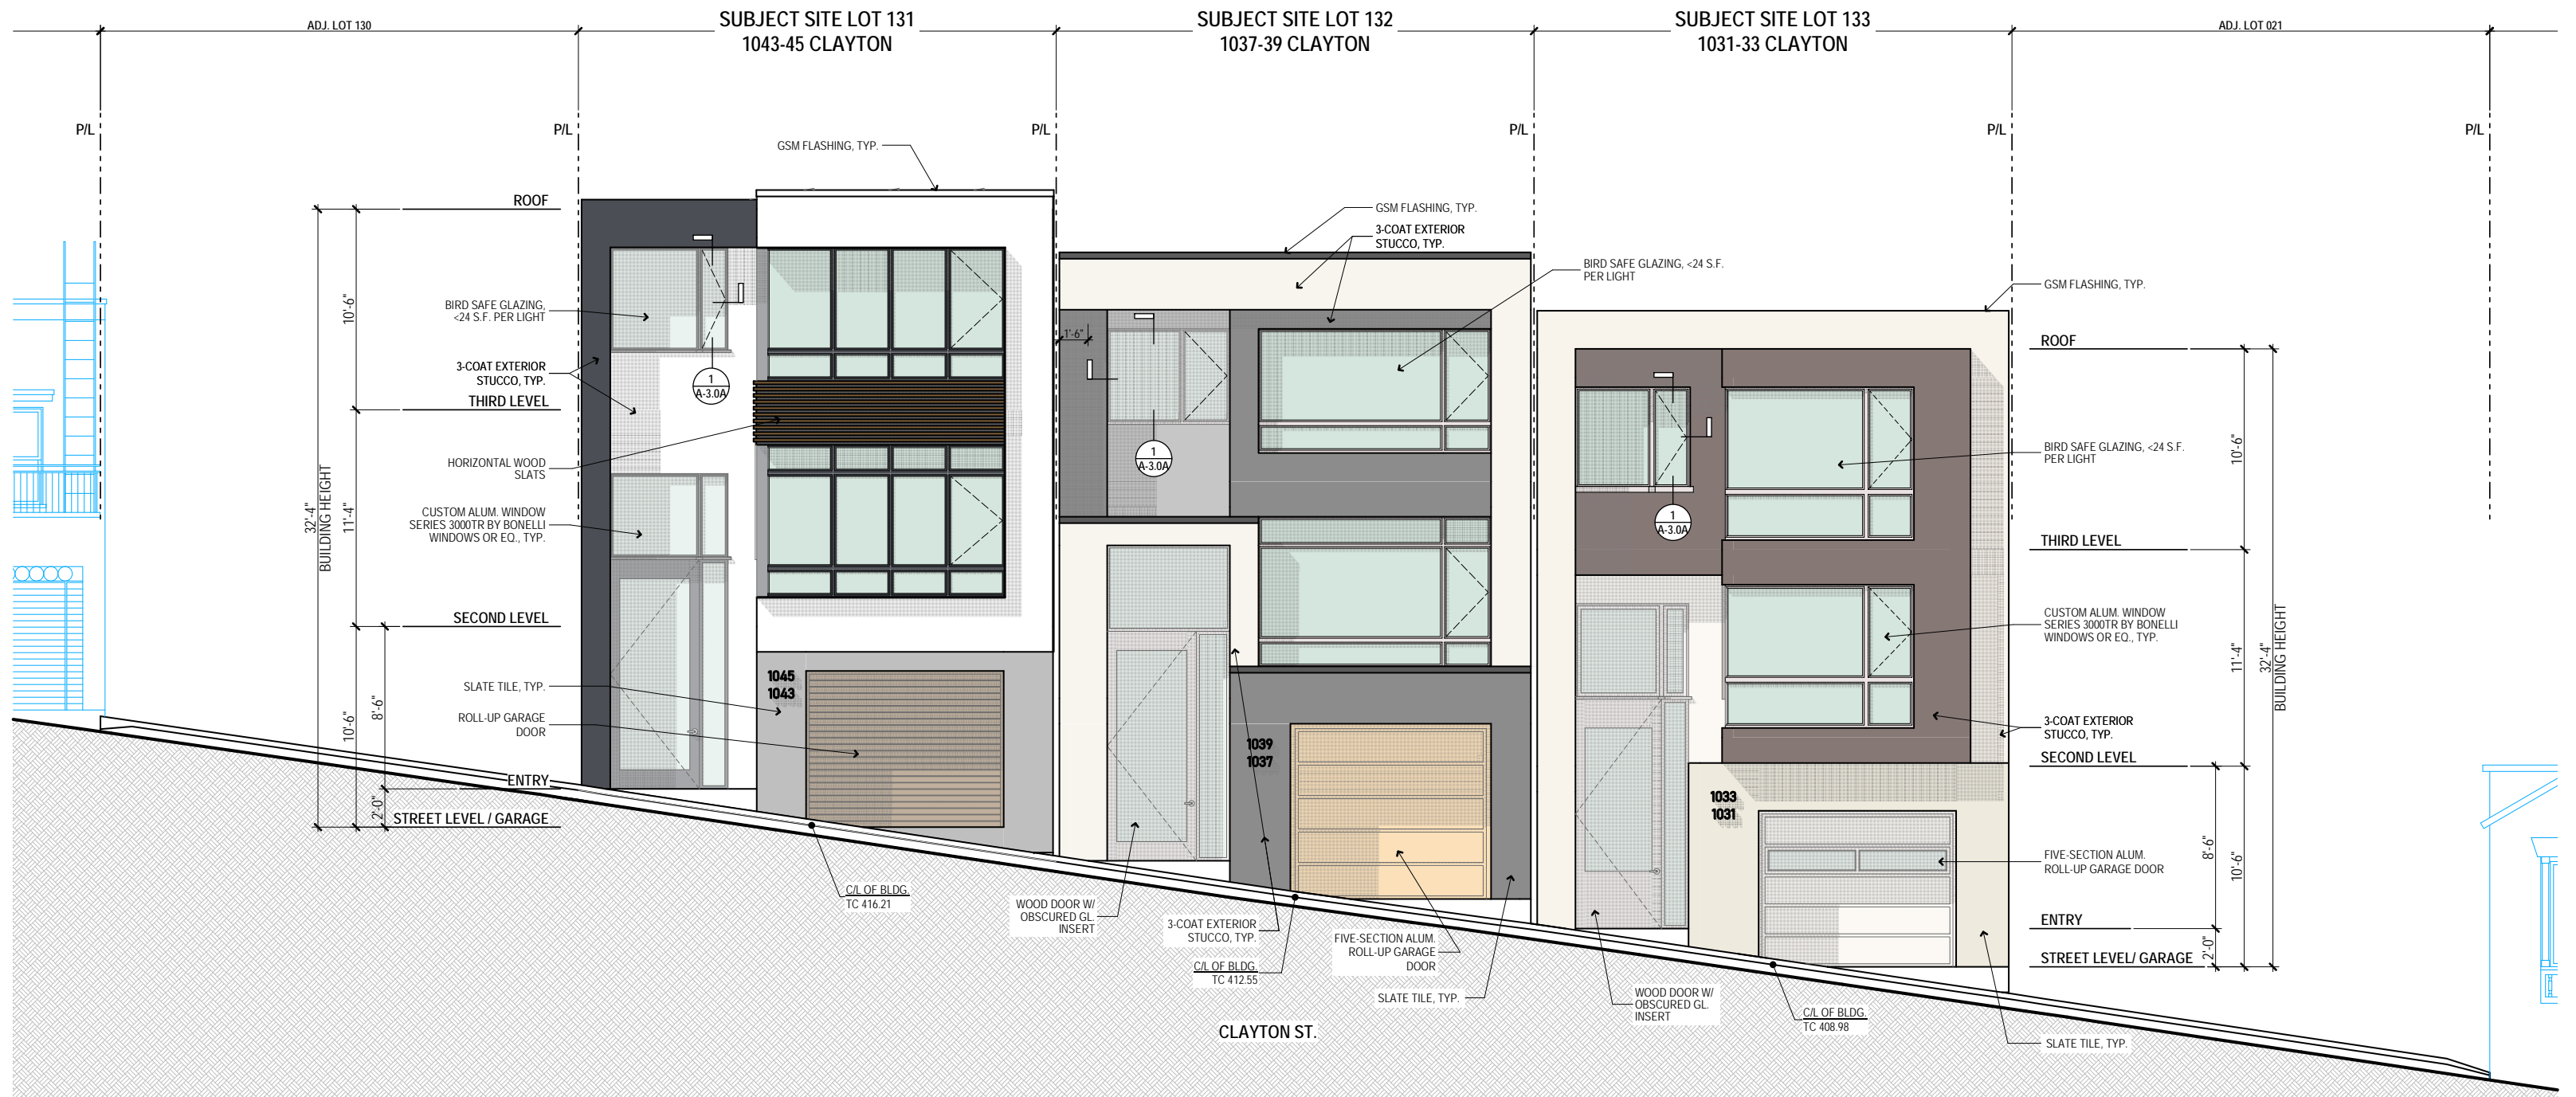 ADJ. LOT 130
SUBJECT SITE LOT 131
1043-45 CLAYTON
SUBJECT SITE LOT 132
1037-39 CLAYTON
SUBJECT SITE LOT 133
1031-33 CLAYTON
ADJ. LOT 021
P/L
P/L
P/L
P/L
P/L
P/L
GSM FLASHING, TYP.
ROOF
BIRD SAFE GLAZING,
<24 S.F. PER LIGHT
3-COAT EXTERIOR
STUCCO, TYP.
THIRD LEVEL
HORIZONTAL WOOD
SLATS
CUSTOM ALUM. WINDOW
SERIES 3000TR BY BONELLI
WINDOWS OR EQ., TYP.
SECOND LEVEL
SLATE TILE, TYP.
ROLL-UP GARAGE
DOOR
ENTRY
STREET LEVEL / GARAGE
32'-4"
BUILDING HEIGHT
10'-6"
11'-4"
10'-6"
8'-6"
2'-0"
1
A-3.0A
1045
1043
C/L OF BLDG.
TC 416.21
GSM FLASHING, TYP.
3-COAT EXTERIOR
STUCCO, TYP.
BIRD SAFE GLAZING, <24 S.F.
PER LIGHT
1'-6"
1
A-3.0A
1039
1037
WOOD DOOR W/
OBSCURED GL.
INSERT
3-COAT EXTERIOR
STUCCO, TYP.
C/L OF BLDG.
TC 412.55
FIVE-SECTION ALUM.
ROLL-UP GARAGE
DOOR
SLATE TILE, TYP.
CLAYTON ST.
GSM FLASHING, TYP.
ROOF
1
A-3.0A
BIRD SAFE GLAZING, <24 S.F.
PER LIGHT
THIRD LEVEL
CUSTOM ALUM. WINDOW
SERIES 3000TR BY BONELLI
WINDOWS OR EQ., TYP.
3-COAT EXTERIOR
STUCCO, TYP.
SECOND LEVEL
1033
1031
FIVE-SECTION ALUM.
ROLL-UP GARAGE DOOR
ENTRY
STREET LEVEL/ GARAGE
10'-6"
11'-4"
32'-4"
BUILDING HEIGHT
8'-6"
10'-6"
2'-0"
WOOD DOOR W/
OBSCURED GL.
INSERT
C/L OF BLDG.
TC 408.98
SLATE TILE, TYP.